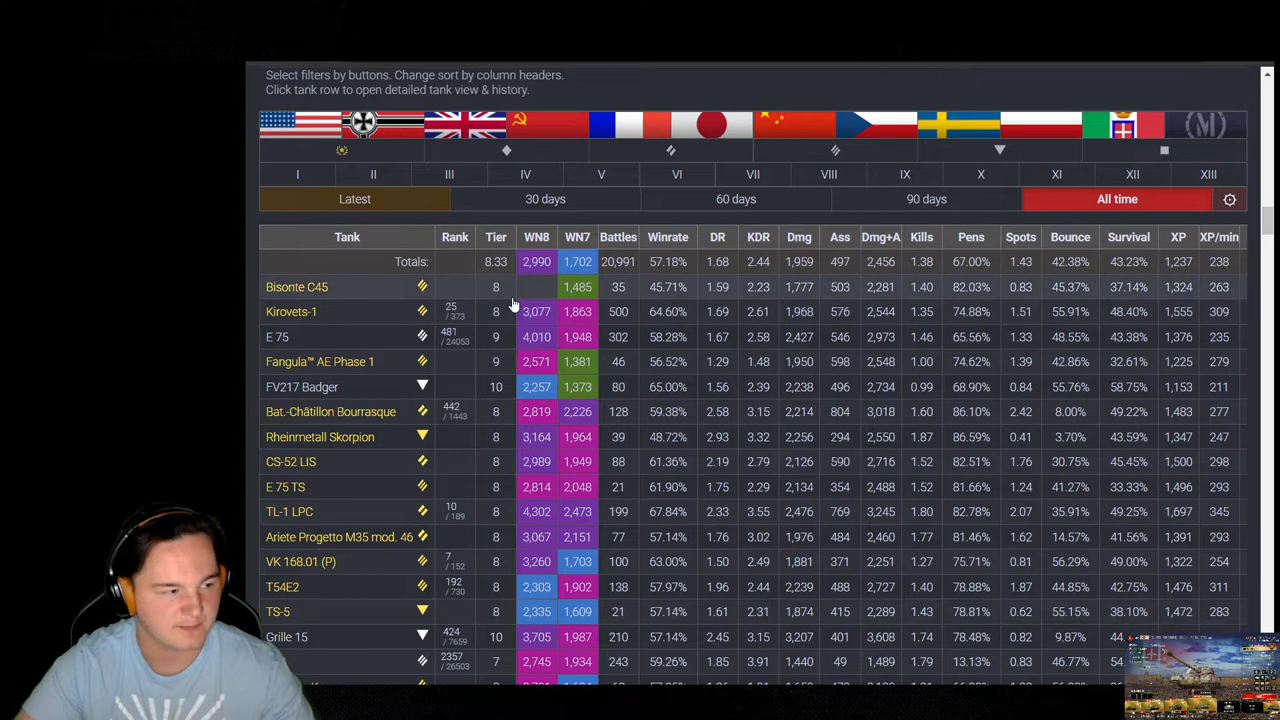 Select filters by buttons. Change sort by column headers.
Click tank row to open detailed tank view & history.
I II III IV V VI VII VIII IX X XI XII XIII
Latest 30 days 60 days 90 days All time
Tank Rank Tier WN8 WN7 Battles Winrate DR KDR Dmg Ass Dmg+A Kills Pens Spots Bounce Survival XP XP/min
Totals: 8.33 2,990 1,702 20,991 57.18% 1.68 2.44 1,959 497 2,456 1.40 67.00% 1.43 42.38% 43.23% 1,237 238
Bisonte C45 8 1,485 35 45.71% 1.59 2.23 1,777 503 2,281 1.40 82.03% 0.83 45.45% 37.14% 1,324 263
Kirovets-1 25 / 373 8 3,077 1,863 500 64.60% 1.69 2.61 1,968 576 2,544 1.35 74.88% 1.51 55.91% 48.40% 1,555 309
E 75 481 / 24053 9 4,010 1,948 302 58.28% 1.67 2.58 2,427 546 2,973 1.46 65.56% 1.33 48.55% 43.38% 1,376 235
Fangula™ AE Phase 1 9 2,571 1,381 46 56.52% 1.29 1.48 1,950 598 2,548 1.00 74.62% 1.39 42.86% 32.61% 1,225 271
FV217 Badger 10 2,257 1,373 80 65.00% 1.56 2.39 2,238 496 2,734 0.99 68.90% 0.84 55.76% 58.75% 1,153 211
Bat.-Châtillon Bourrasque 442 / 1443 8 2,819 2,226 128 59.38% 2.58 3.15 2,214 804 3,018 1.60 86.10% 2.42 8.00% 49.22% 1,483 277
Rheinmetall Skorpion 8 3,164 1,964 39 48.72% 2.93 3.32 2,256 294 2,550 1.87 86.59% 0.41 3.70% 43.59% 1,347 247
CS-52 LIS 8 2,989 1,949 88 61.36% 2.19 2.79 2,126 590 2,716 1.52 82.51% 1.76 30.75% 45.45% 1,500 298
E 75 TS 8 2,814 2,048 21 61.90% 1.75 2.29 2,134 354 2,488 1.52 81.66% 1.24 41.27% 33.33% 1,476 293
TL-1 LPC 10 / 189 8 4,302 2,473 199 67.84% 2.33 3.55 2,476 769 3,245 1.80 82.78% 2.07 35.91% 49.25% 1,697 345
Ariete Progetto M35 mod. 46 8 3,067 2,151 77 57.14% 1.76 3.02 1,976 484 2,460 1.77 81.46% 1.42 14.57% 41.56% 1,391 293
VK 168.01 (P) 7 / 152 8 3,260 1,703 100 63.00% 1.50 2.49 1,881 371 2,251 1.27 75.71% 0.81 56.29% 49.00% 1,322 254
T54E2 192 / 730 8 2,303 1,902 138 57.97% 1.96 2.44 2,239 488 2,727 1.40 78.88% 1.87 44.85% 42.75% 1,476 311
TS-5 8 2,335 1,609 21 57.14% 1.61 2.31 1,874 415 2,289 1.43 78.81% 0.62 55.15% 38.10% 1,472 283
Grille 15 424 / 7659 10 3,705 1,987 210 57.14% 2.45 3.15 3,207 401 3,608 1.74 78.48% 0.82 9.87%
2357 / 26503 7 2,745 1,934 243 59.26% 1.85 3.91 1,440 49 1,489 1.79 13.13% 0.83 46.77%